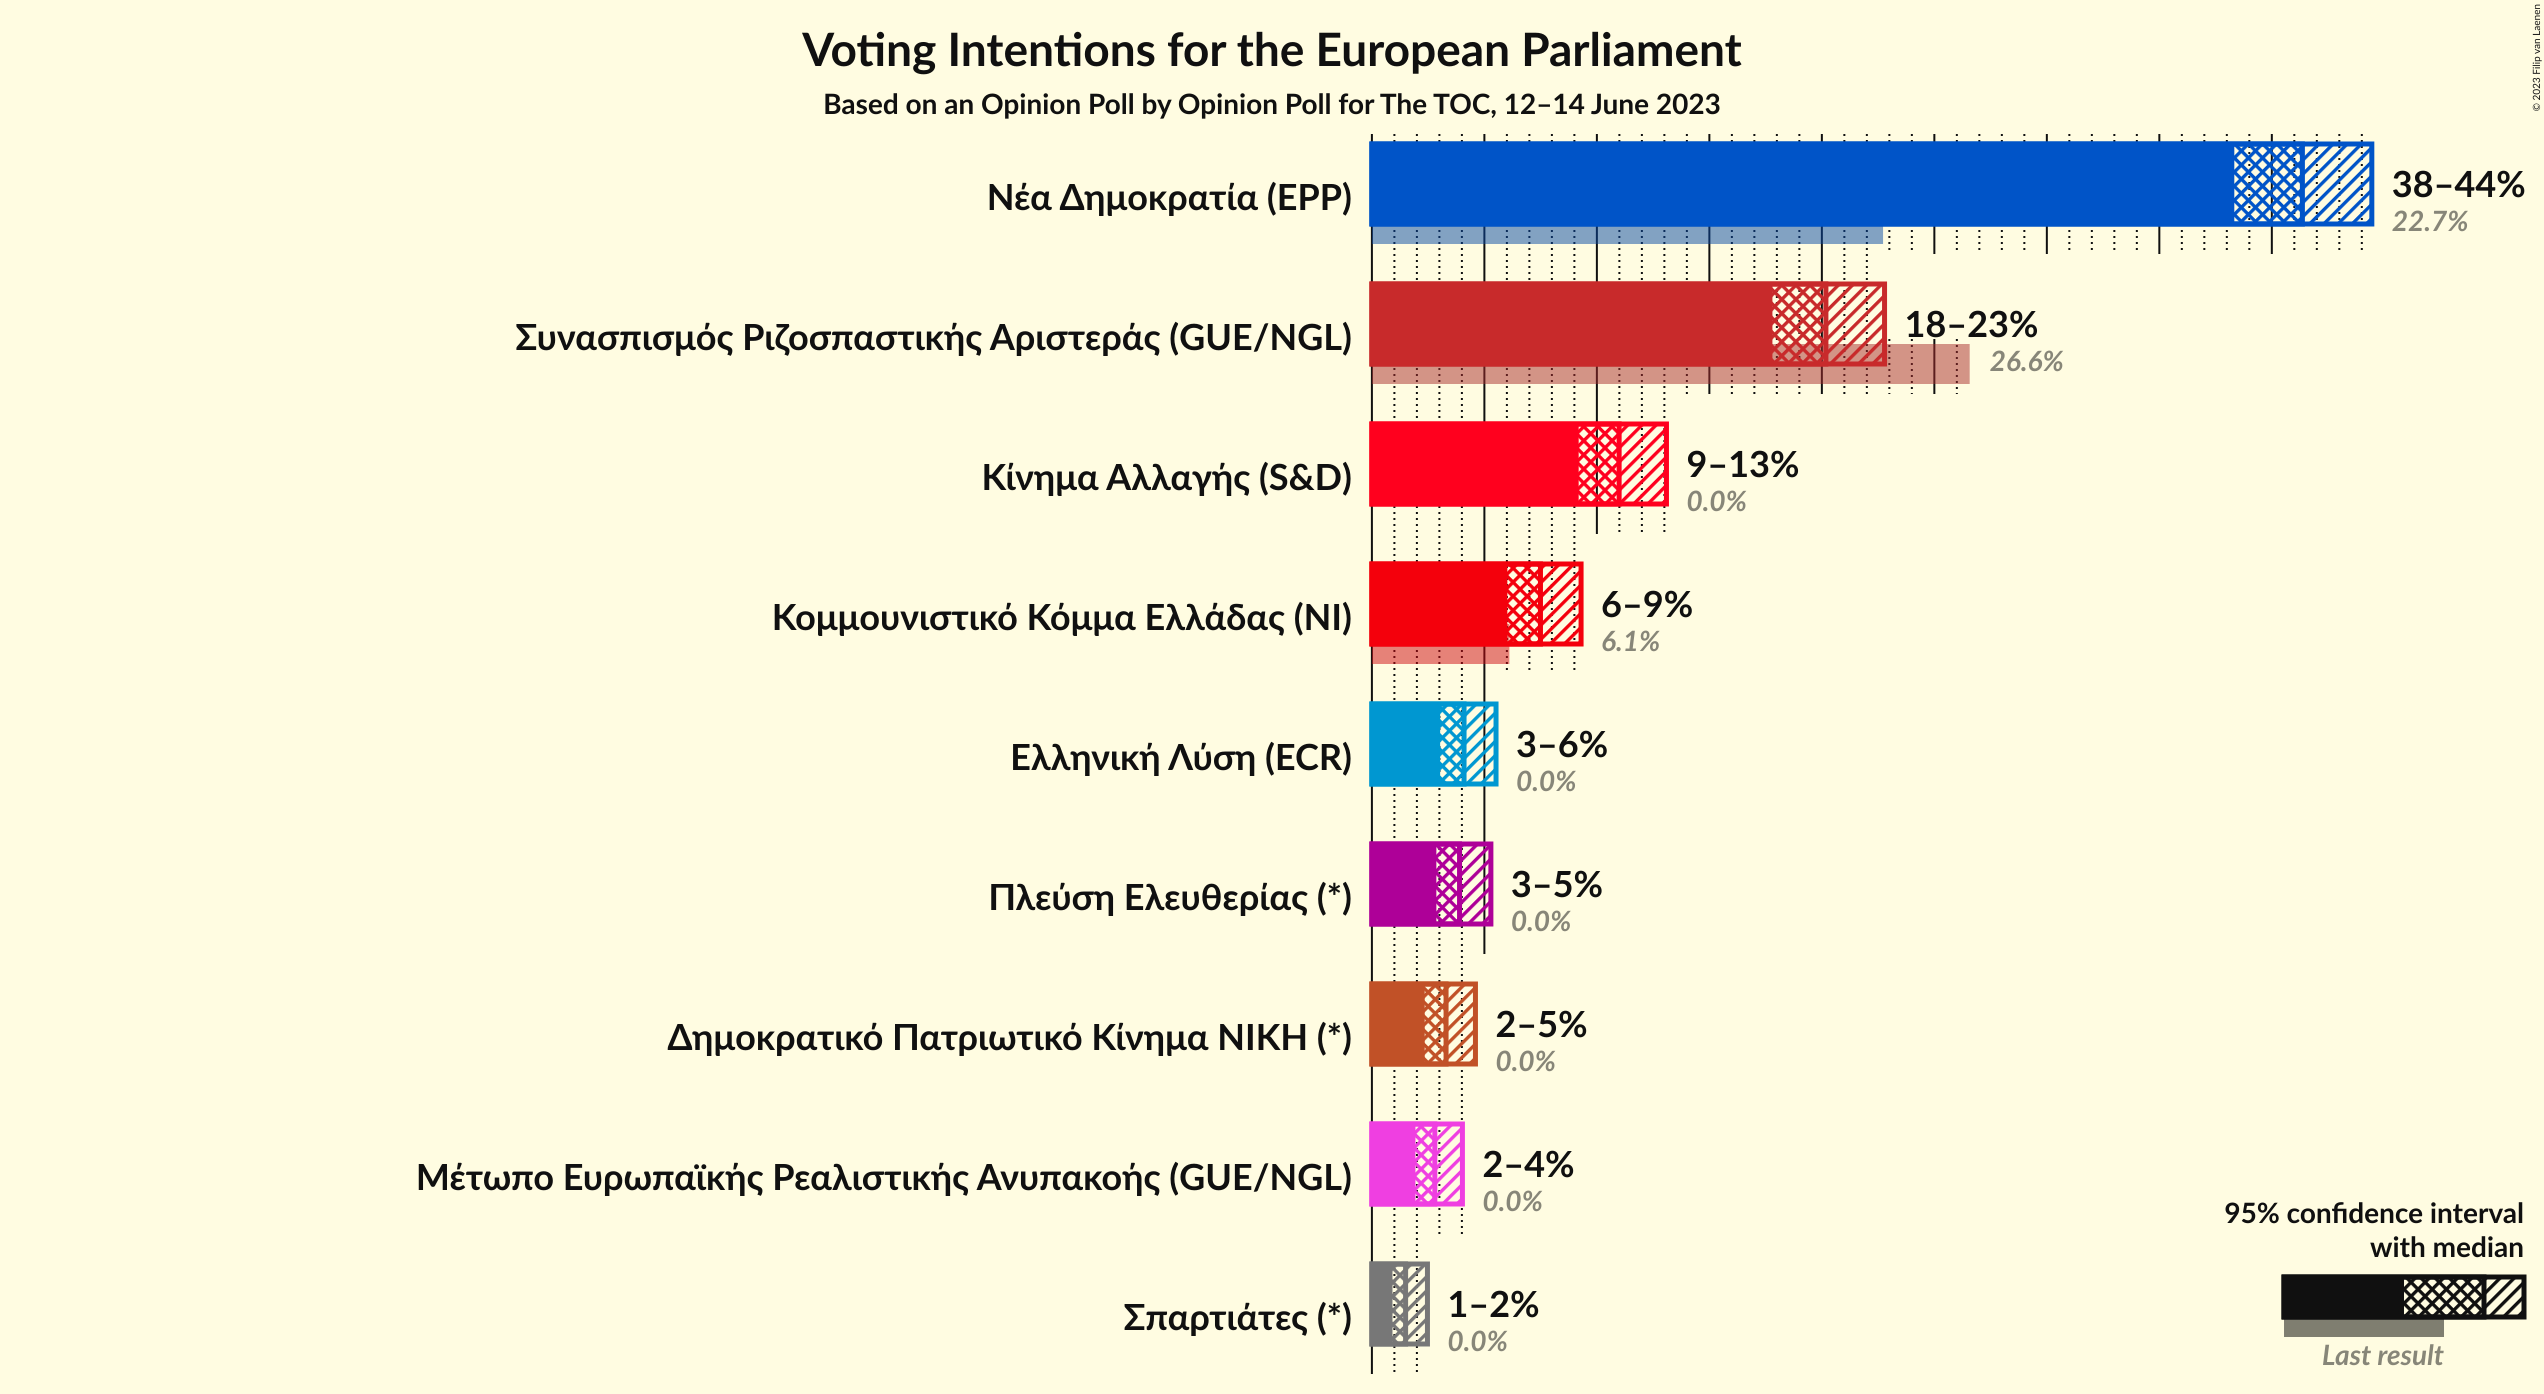 Voting Intentions for the European Parliament
Based on an Opinion Poll by Opinion Poll for The TOC, 12–14 June 2023
© 2023 Filip van Laenen
Νέα Δημοκρατία (EPP)
38–44%
22.7%
Συνασπισμός Ριζοσπαστικής Αριστεράς (GUE/NGL)
18–23%
26.6%
Κίνημα Αλλαγής (S&D)
9–13%
0.0%
Κομμουνιστικό Κόμμα Ελλάδας (NI)
6–9%
6.1%
Ελληνική Λύση (ECR)
3–6%
0.0%
Πλεύση Ελευθερίας (*)
3–5%
0.0%
Δημοκρατικό Πατριωτικό Κίνημα ΝΙΚΗ (*)
2–5%
0.0%
Μέτωπο Ευρωπαϊκής Ρεαλιστικής Ανυπακοής (GUE/NGL)
2–4%
0.0%
Σπαρτιάτες (*)
1–2%
0.0%
95% confidence interval
with median
Last result